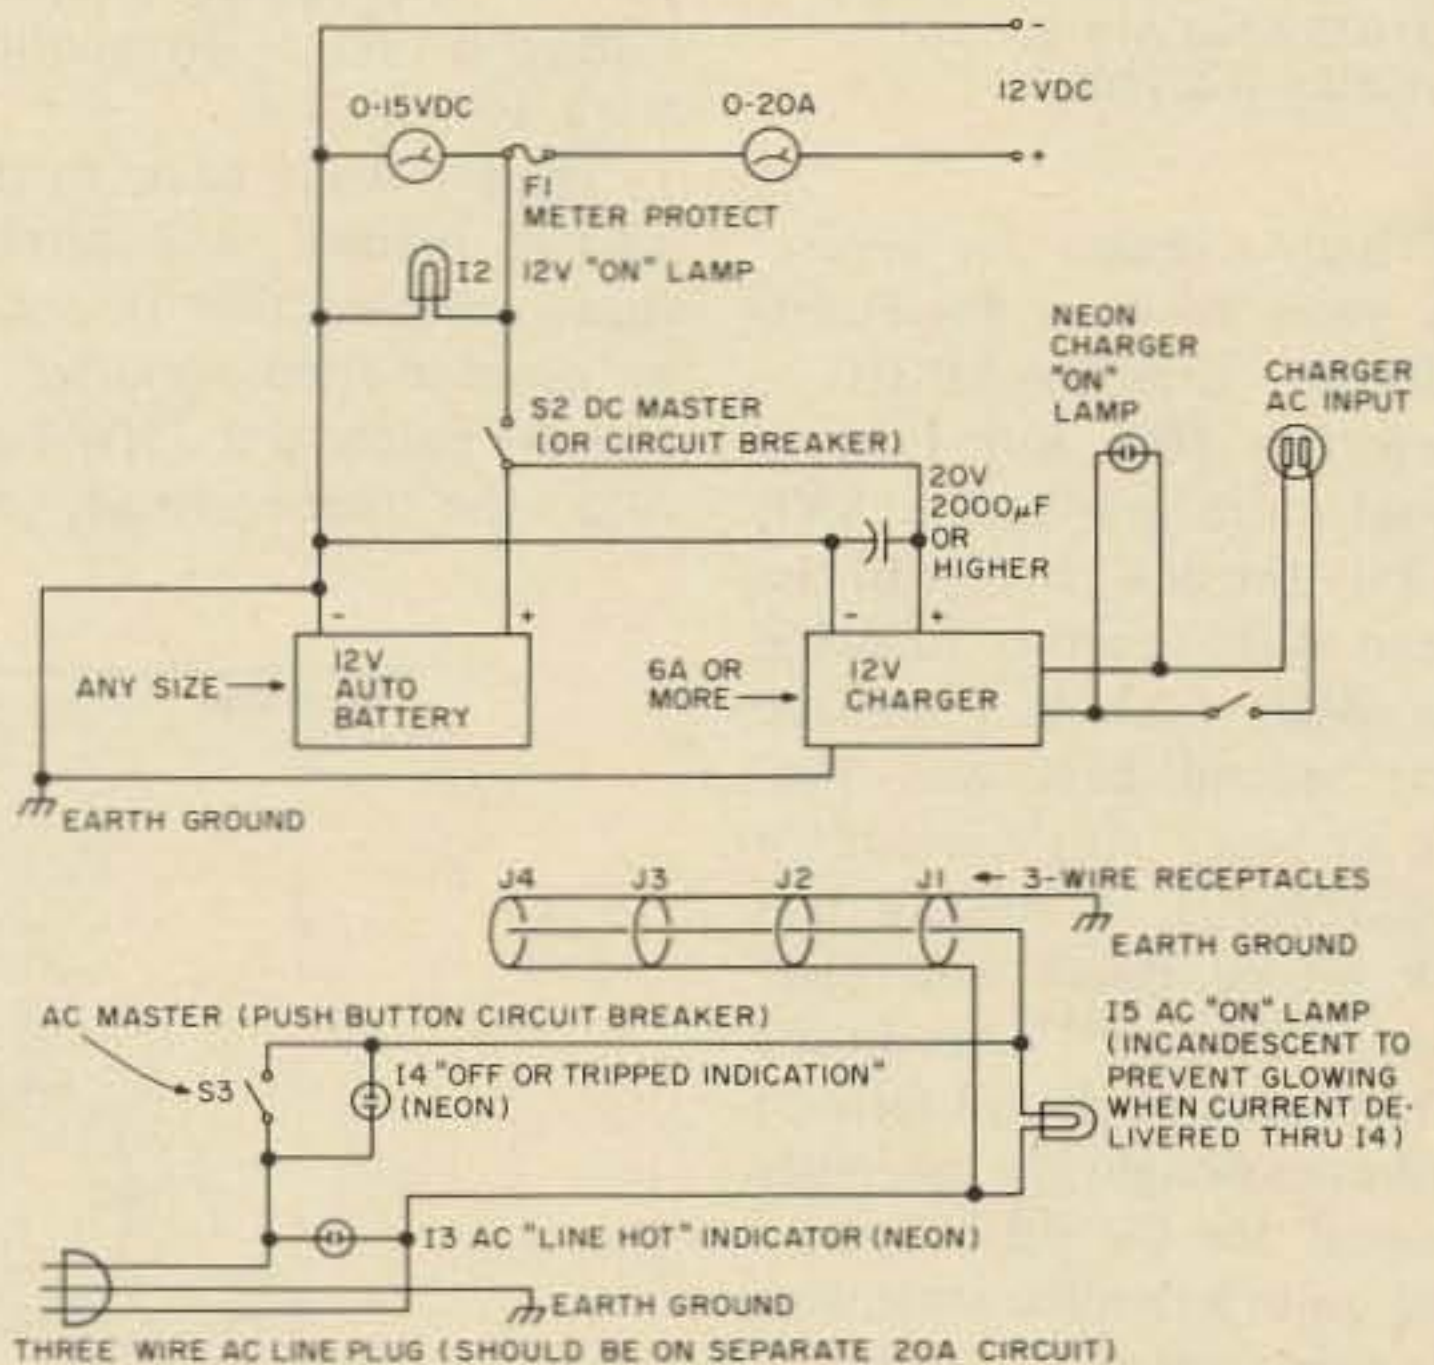 -
12 VDC
0-15VDC
0-20A
+
F1
METER PROTECT
I2
12V "ON" LAMP
NEON
CHARGER
"ON"
LAMP
CHARGER
AC INPUT
S2 DC MASTER
(OR CIRCUIT BREAKER)
20V
2000µF
OR
HIGHER
-
+
-
+
ANY SIZE
12V
AUTO
BATTERY
6A OR
MORE
12V
CHARGER
EARTH GROUND
J4
J3
J2
J1
3-WIRE RECEPTACLES
EARTH GROUND
AC MASTER (PUSH BUTTON CIRCUIT BREAKER)
S3
I4 "OFF OR TRIPPED INDICATION"
(NEON)
I5 AC "ON" LAMP
(INCANDESCENT TO
PREVENT GLOWING
WHEN CURRENT DE-
LIVERED THRU I4)
I3 AC "LINE HOT" INDICATOR (NEON)
EARTH GROUND
THREE WIRE AC LINE PLUG (SHOULD BE ON SEPARATE 20A CIRCUIT)